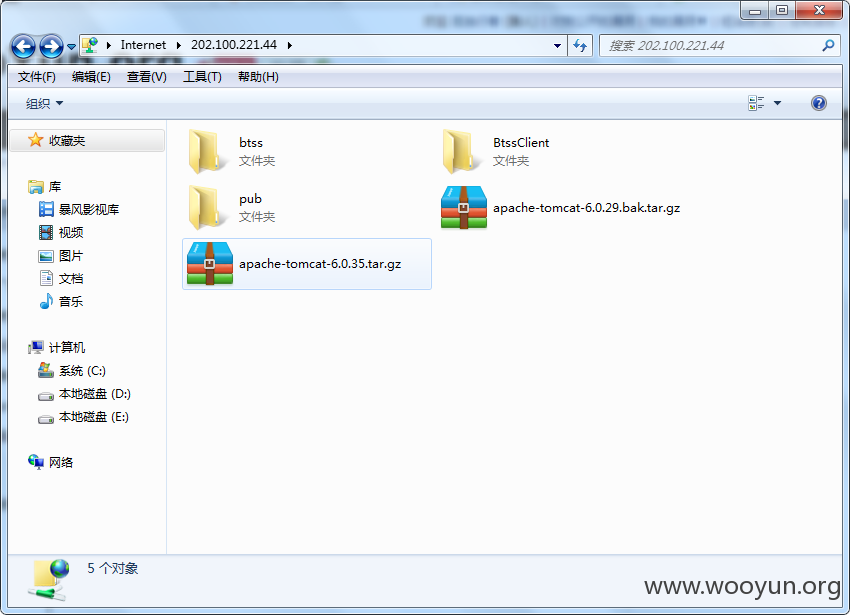 Internet
202.100.221.44
搜索 202.100.221.44
文件(F)
编辑(E)
查看(V)
工具(T)
帮助(H)
组织
收藏夹
库
暴风影视库
视频
图片
文档
音乐
计算机
系统 (C:)
本地磁盘 (D:)
本地磁盘 (E:)
网络
btss
文件夹
BtssClient
文件夹
pub
文件夹
apache-tomcat-6.0.29.bak.tar.gz
apache-tomcat-6.0.35.tar.gz
5 个对象
www.wooyun.org